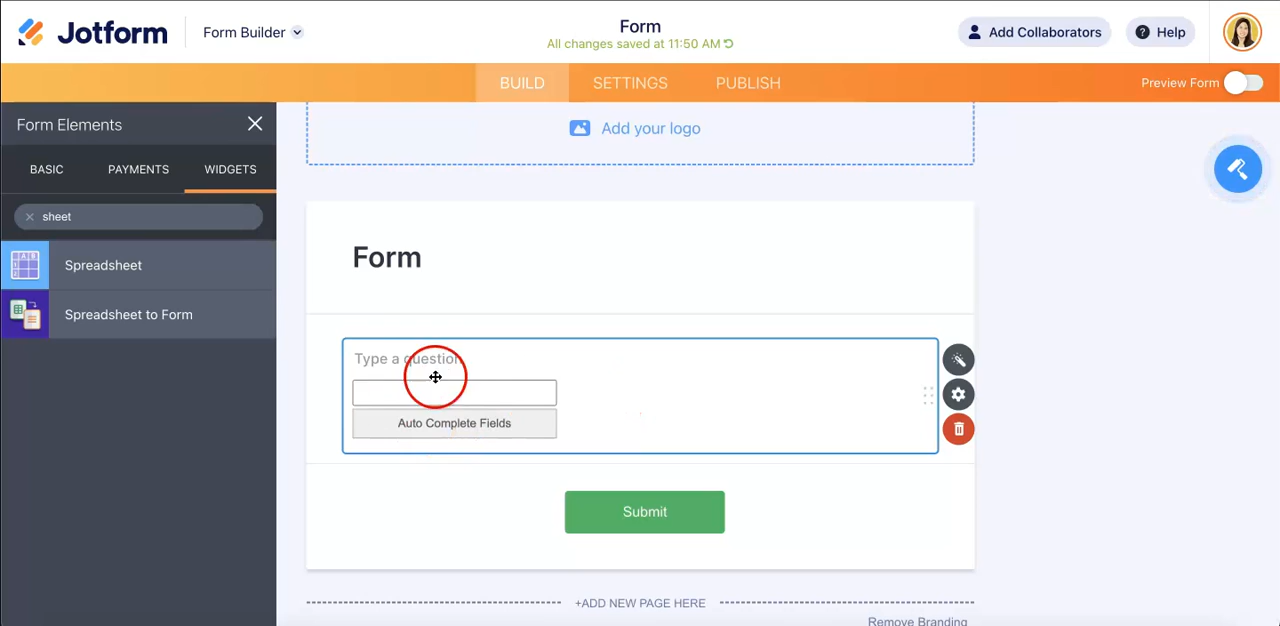 Jotform
Form Builder
Form
All changes saved at 11:50 AM
Add Collaborators
Help
BUILD
SETTINGS
PUBLISH
Preview Form
Form Elements
BASIC
PAYMENTS
WIDGETS
sheet
Spreadsheet
Spreadsheet to Form
Add your logo
Form
Type a question
Auto Complete Fields
Submit
+ADD NEW PAGE HERE
Remove Branding